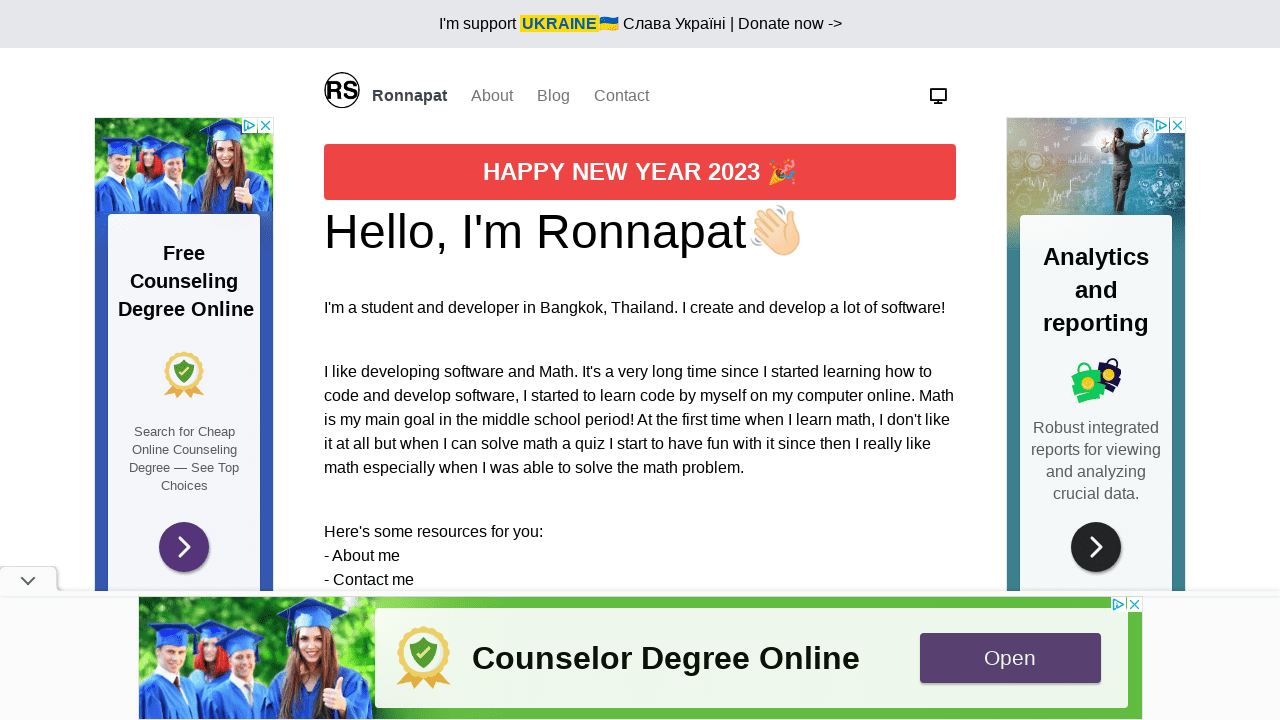 I'm support UKRAINE🇺🇦 Слава Україні | Donate now ->
RS Ronnapat About Blog Contact
HAPPY NEW YEAR 2023 🎉
Hello, I'm Ronnapat👋🏻
I'm a student and developer in Bangkok, Thailand. I create and develop a lot of software!
I like developing software and Math. It's a very long time since I started learning how to
code and develop software, I started to learn code by myself on my computer online. Math
is my main goal in the middle school period! At the first time when I learn math, I don't like
it at all but when I can solve math a quiz I start to have fun with it since then I really like
math especially when I was able to solve the math problem.
Here's some resources for you:
- About me
- Contact me
Free
Counseling
Degree Online
Search for Cheap
Online Counseling
Degree — See Top
Choices
Analytics
and
reporting
Robust integrated
reports for viewing
and analyzing
crucial data.
Counselor Degree Online
Open